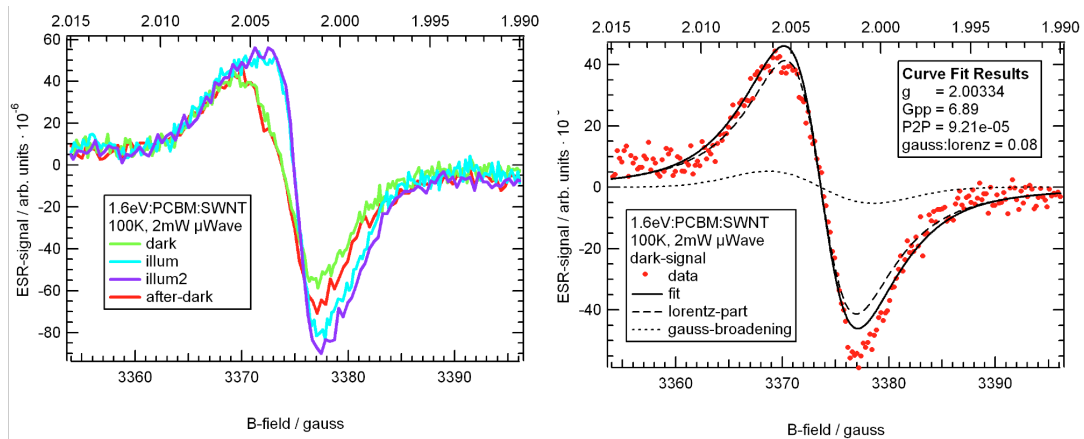 2.015 2.010 2.005 2.000 1.995 1.990
60
40
20
0
-20
-40
-60
-80
ESR-signal / arb. units · 10⁻⁶
1.6eV:PCBM:SWNT
100K, 2mW µWave
dark
illum
illum2
after-dark
3360 3370 3380 3390
B-field / gauss
2.015 2.010 2.005 2.000 1.995 1.990
40
20
0
-20
-40
ESR-signal / arb. units · 10⁻
Curve Fit Results
g = 2.00334
Gpp = 6.89
P2P = 9.21e-05
gauss:lorenz = 0.08
1.6eV:PCBM:SWNT
100K, 2mW µWave
dark-signal
data
fit
lorentz-part
gauss-broadening
3360 3370 3380 3390
B-field / gauss